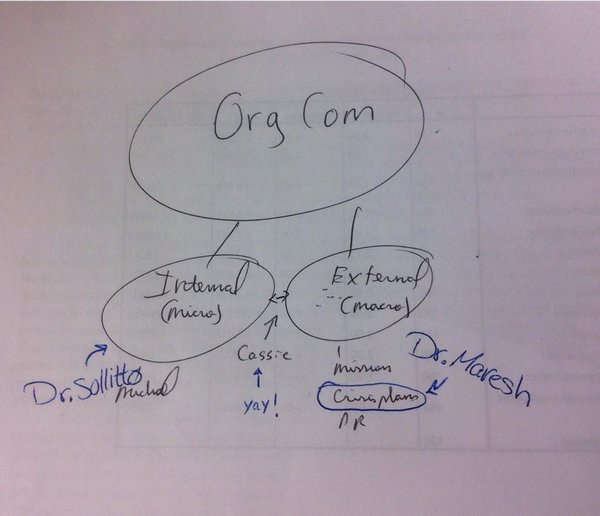 Org Com
Internal
(micro)
External
(macro)
Cassie
yay!
Dr. Sollitto
Michael
mission
Crisis plans
PR
Dr. Maresh